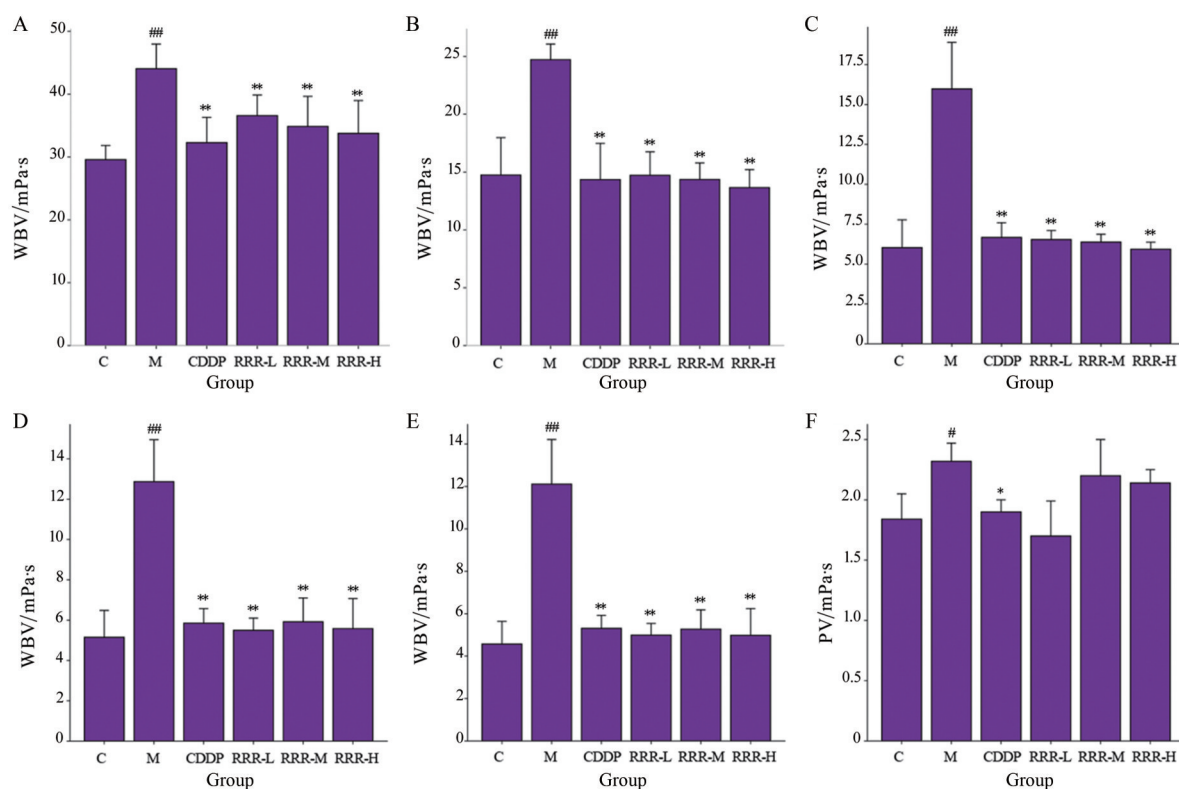 A
WBV/mPa·s
50
40
30
20
10
0
##
**
**
**
**
C M CDDP RRR-L RRR-M RRR-H
Group
B
WBV/mPa·s
25
20
15
10
5
0
##
**
**
**
**
C M CDDP RRR-L RRR-M RRR-H
Group
C
WBV/mPa·s
17.5
15.0
12.5
10.0
7.5
5.0
2.5
0
##
**
**
**
**
C M CDDP RRR-L RRR-M RRR-H
Group
D
WBV/mPa·s
14
12
10
8
6
4
2
0
##
**
**
**
**
C M CDDP RRR-L RRR-M RRR-H
Group
E
WBV/mPa·s
14
12
10
8
6
4
2
0
##
**
**
**
**
C M CDDP RRR-L RRR-M RRR-H
Group
F
PV/mPa·s
2.5
2.0
1.5
1.0
0.5
0
#
*
C M CDDP RRR-L RRR-M RRR-H
Group